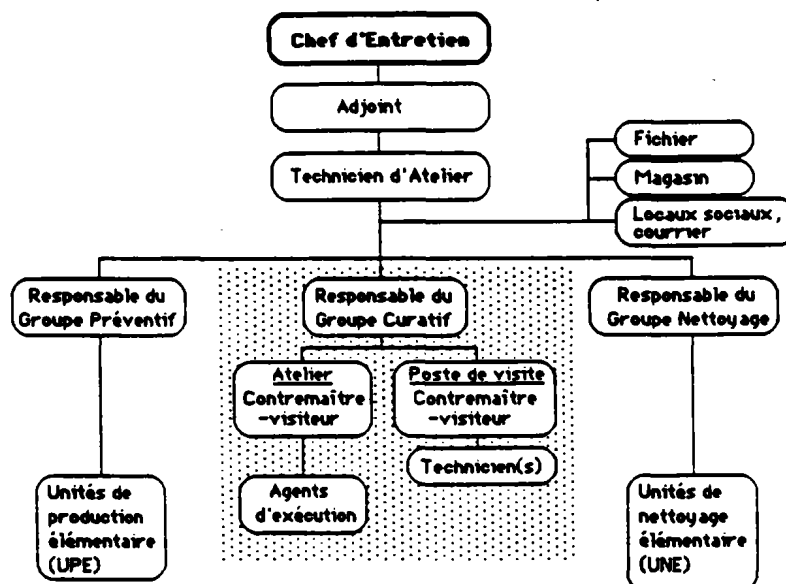 Chef d'Entretien
Adjoint
Technicien d'Atelier
Fichier
Magasin
Locaux sociaux,
courrier
Responsable du
Groupe Préventif
Responsable du
Groupe Curatif
Responsable du
Groupe Nettoyage
Atelier
Contremaître
-visiteur
Poste de visite
Contremaître
-visiteur
Technicien(s)
Agents
d'exécution
Unités de
production
élémentaire
(UPE)
Unités de
nettoyage
élémentaire
(UNE)